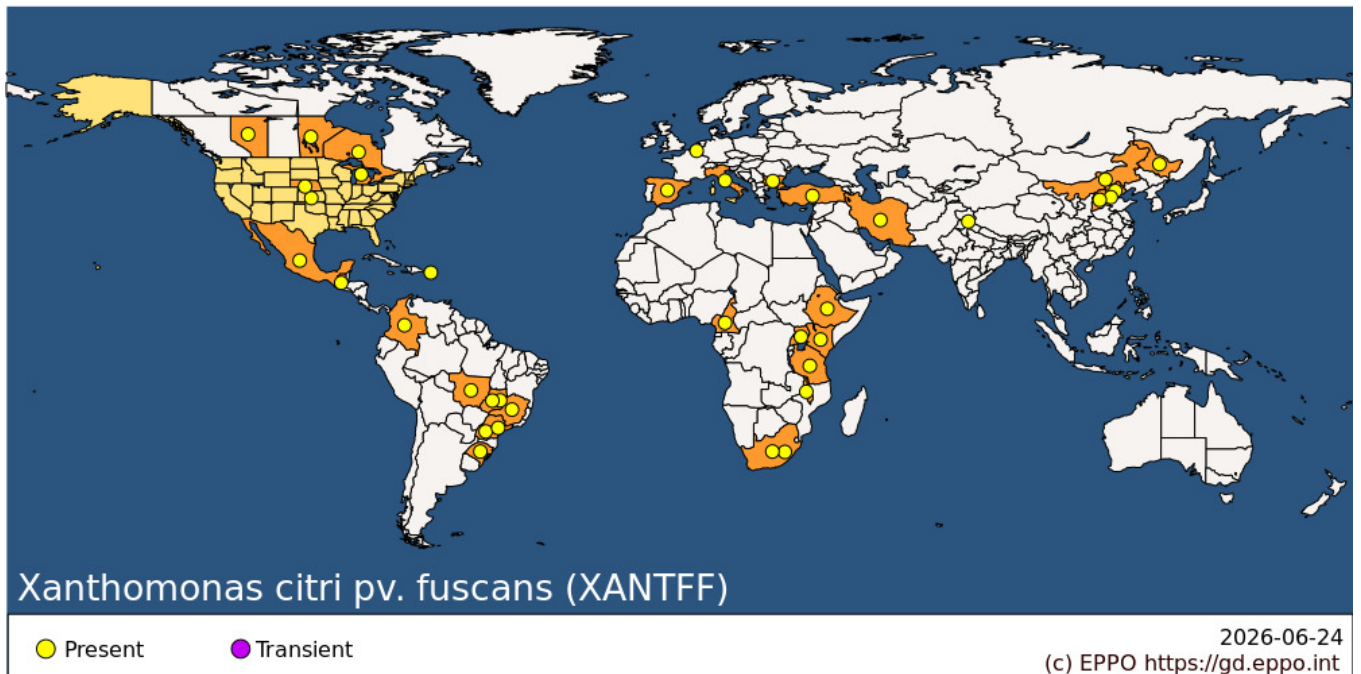 Xanthomonas citri pv. fuscans (XANTFF)
Present
Transient
2026-06-24
(c) EPPO https://gd.eppo.int